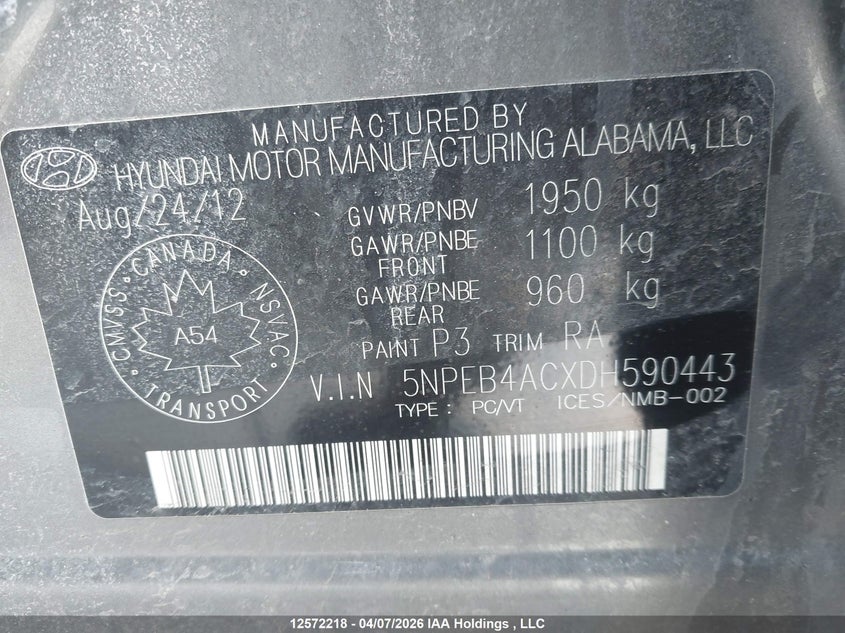 MANUFACTURED BY
HYUNDAI MOTOR MANUFACTURING ALABAMA, LLC
Aug/24/12
GVWR/PNBV 1950 kg
GAWR/PNBE FRONT 1100 kg
GAWR/PNBE REAR 960 kg
PAINT P3 TRIM RA
V.I.N 5NPEB4ACXDH590443
TYPE : PC/VT ICES/NMB-002
CANADA
CMVSS · NSVAC
A54
TRANSPORT
12572218 - 04/07/2026 IAA Holdings , LLC